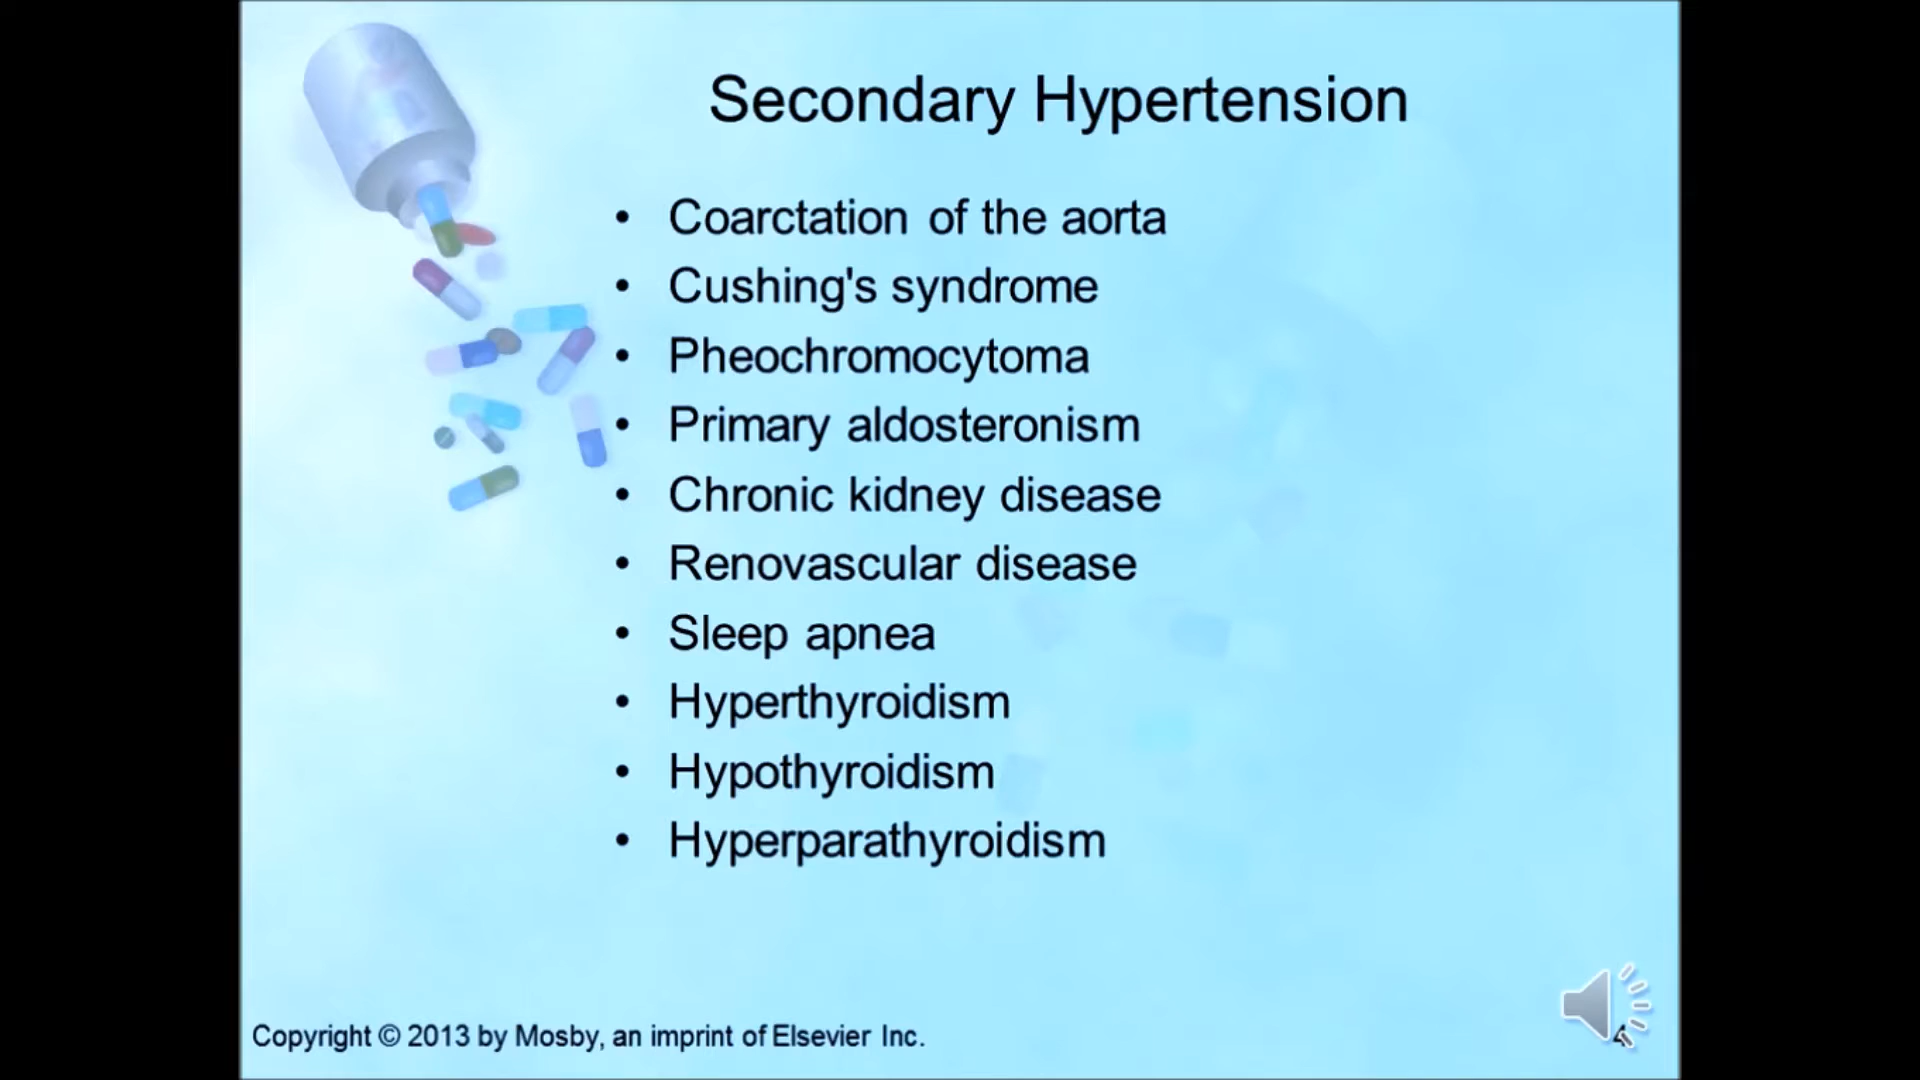 Secondary Hypertension
• Coarctation of the aorta
• Cushing's syndrome
• Pheochromocytoma
• Primary aldosteronism
• Chronic kidney disease
• Renovascular disease
• Sleep apnea
• Hyperthyroidism
• Hypothyroidism
• Hyperparathyroidism
Copyright © 2013 by Mosby, an imprint of Elsevier Inc.
4